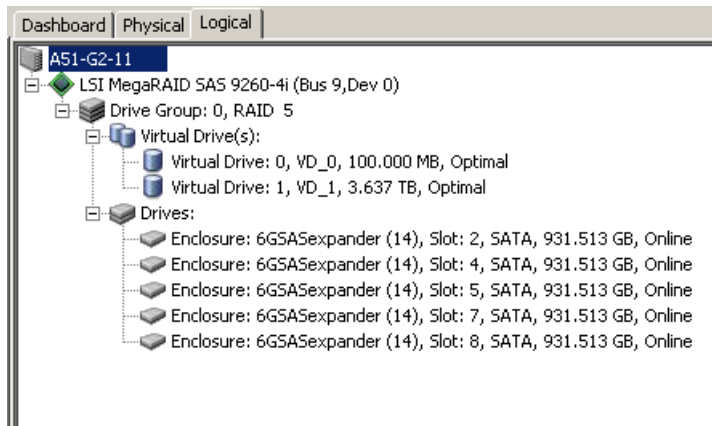 Dashboard Physical Logical
A51-G2-11
LSI MegaRAID SAS 9260-4i (Bus 9,Dev 0)
Drive Group: 0, RAID 5
Virtual Drive(s):
Virtual Drive: 0, VD_0, 100.000 MB, Optimal
Virtual Drive: 1, VD_1, 3.637 TB, Optimal
Drives:
Enclosure: 6GSASexpander (14), Slot: 2, SATA, 931.513 GB, Online
Enclosure: 6GSASexpander (14), Slot: 4, SATA, 931.513 GB, Online
Enclosure: 6GSASexpander (14), Slot: 5, SATA, 931.513 GB, Online
Enclosure: 6GSASexpander (14), Slot: 7, SATA, 931.513 GB, Online
Enclosure: 6GSASexpander (14), Slot: 8, SATA, 931.513 GB, Online